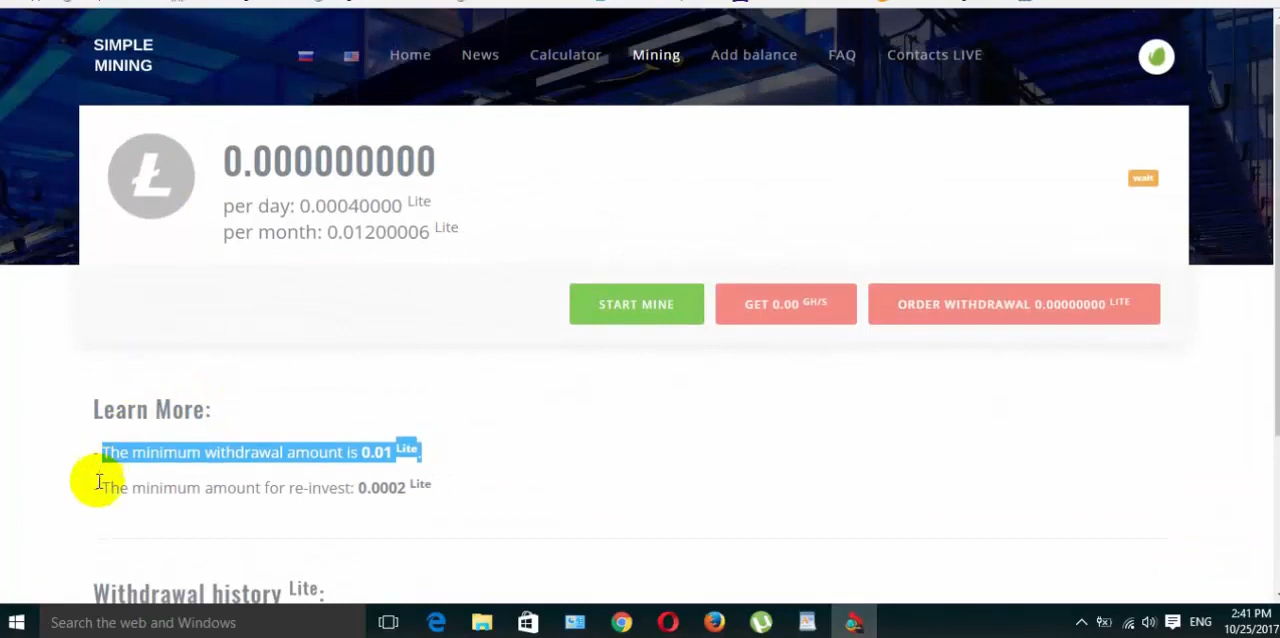 SIMPLE
MINING
Home News Calculator Mining Add balance FAQ Contacts LIVE
0.000000000
wait
per day: 0.00040000 Lite
per month: 0.01200006 Lite
START MINE GET 0.00 GH/S ORDER WITHDRAWAL 0.00000000 LITE
Learn More:
- The minimum withdrawal amount is 0.01 Lite.
- The minimum amount for re-invest: 0.0002 Lite
Withdrawal history Lite:
Search the web and Windows
ENG
2:41 PM
10/25/2017